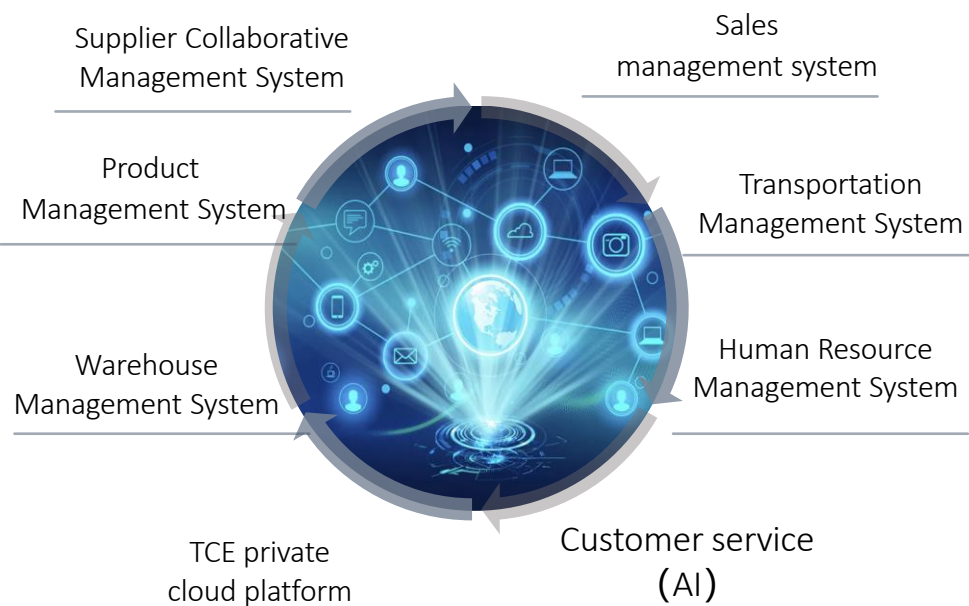 Supplier Collaborative
Management System
Sales
management system
Product
Management System
Transportation
Management System
Warehouse
Management System
Human Resource
Management System
TCE private
cloud platform
Customer service
(AI)